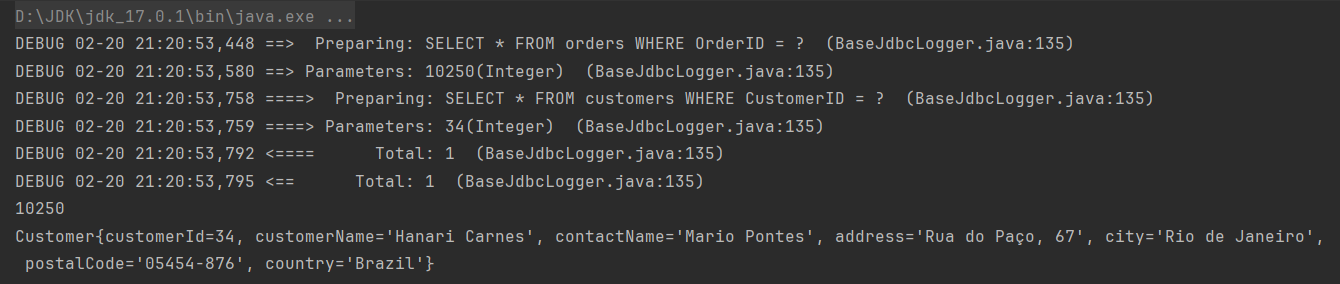 D:\JDK\jdk_17.0.1\bin\java.exe ...
DEBUG 02-20 21:20:53,448 ==>  Preparing: SELECT * FROM orders WHERE OrderID = ?  (BaseJdbcLogger.java:135)
DEBUG 02-20 21:20:53,580 ==> Parameters: 10250(Integer)  (BaseJdbcLogger.java:135)
DEBUG 02-20 21:20:53,758 ====>  Preparing: SELECT * FROM customers WHERE CustomerID = ?  (BaseJdbcLogger.java:135)
DEBUG 02-20 21:20:53,759 ====> Parameters: 34(Integer)  (BaseJdbcLogger.java:135)
DEBUG 02-20 21:20:53,792 <====      Total: 1  (BaseJdbcLogger.java:135)
DEBUG 02-20 21:20:53,795 <==      Total: 1  (BaseJdbcLogger.java:135)
10250
Customer{customerId=34, customerName='Hanari Carnes', contactName='Mario Pontes', address='Rua do Paço, 67', city='Rio de Janeiro',
 postalCode='05454-876', country='Brazil'}